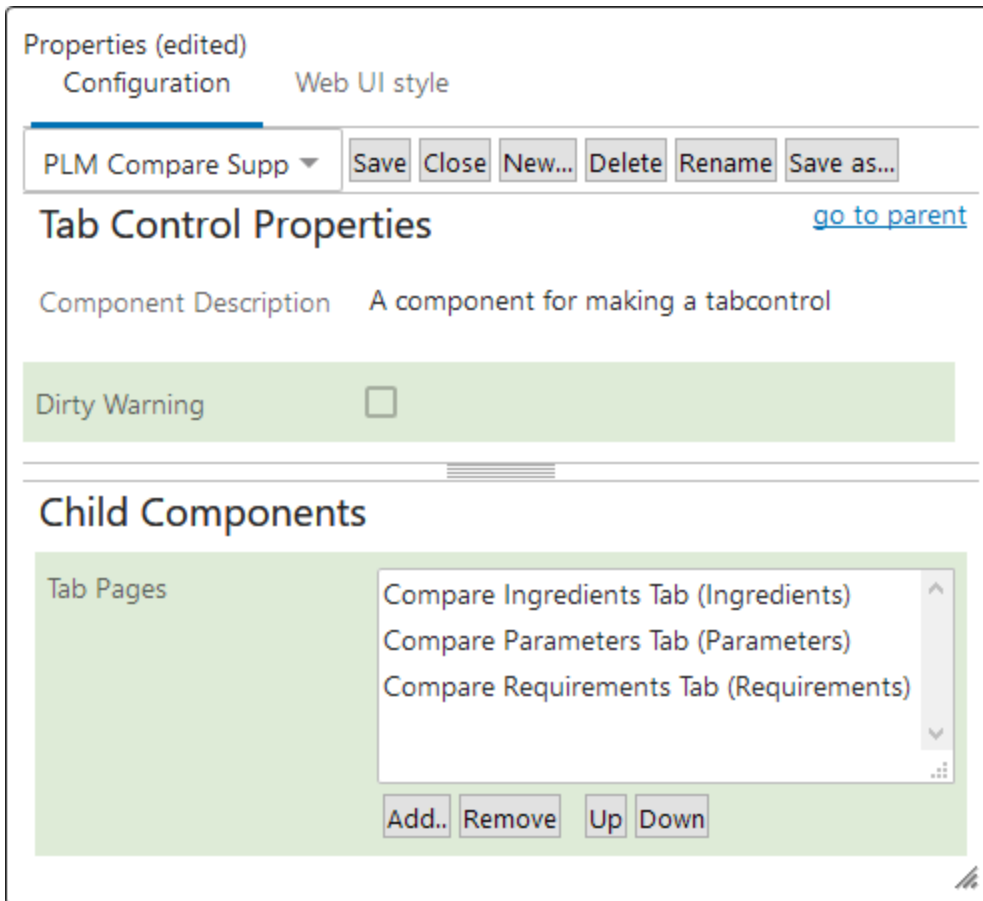 Properties (edited)
Configuration Web UI style
PLM Compare Supp Save Close New... Delete Rename Save as...
Tab Control Properties go to parent
Component Description A component for making a tabcontrol
Dirty Warning
Child Components
Tab Pages Compare Ingredients Tab (Ingredients)
Compare Parameters Tab (Parameters)
Compare Requirements Tab (Requirements)
Add.. Remove Up Down